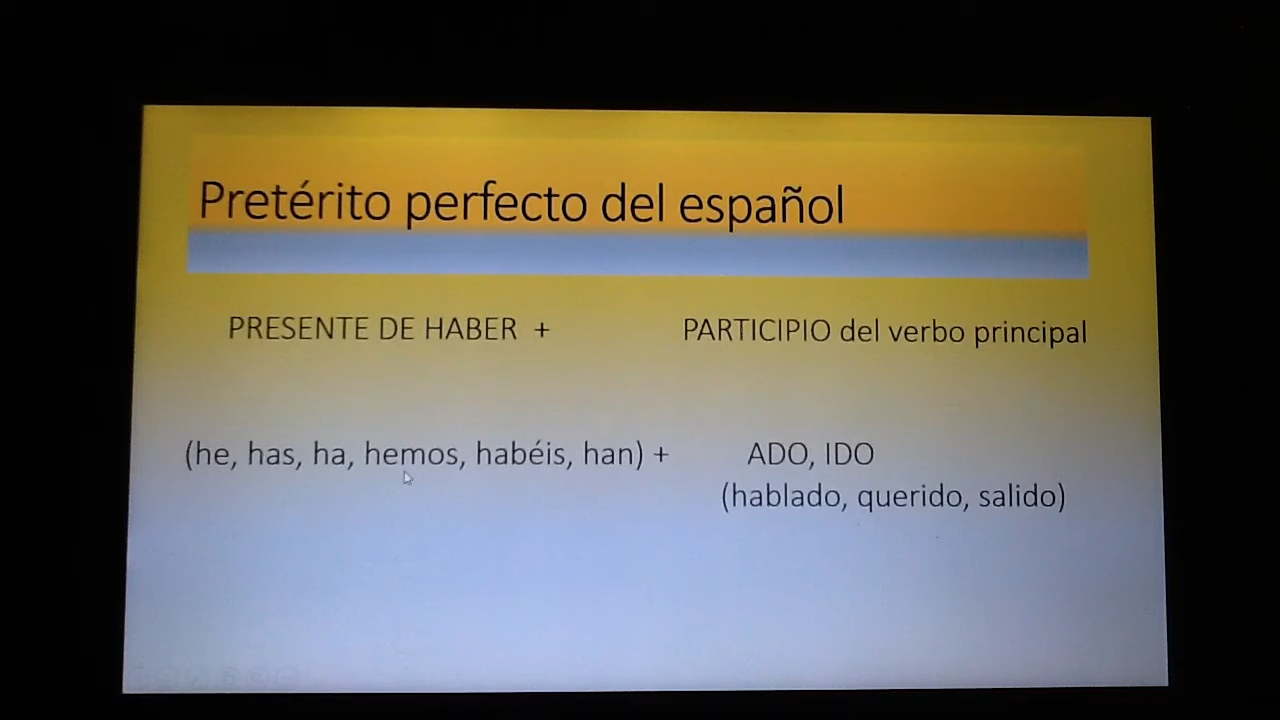 Pretérito perfecto del español
PRESENTE DE HABER + PARTICIPIO del verbo principal
(he, has, ha, hemos, habéis, han) + ADO, IDO
(hablado, querido, salido)